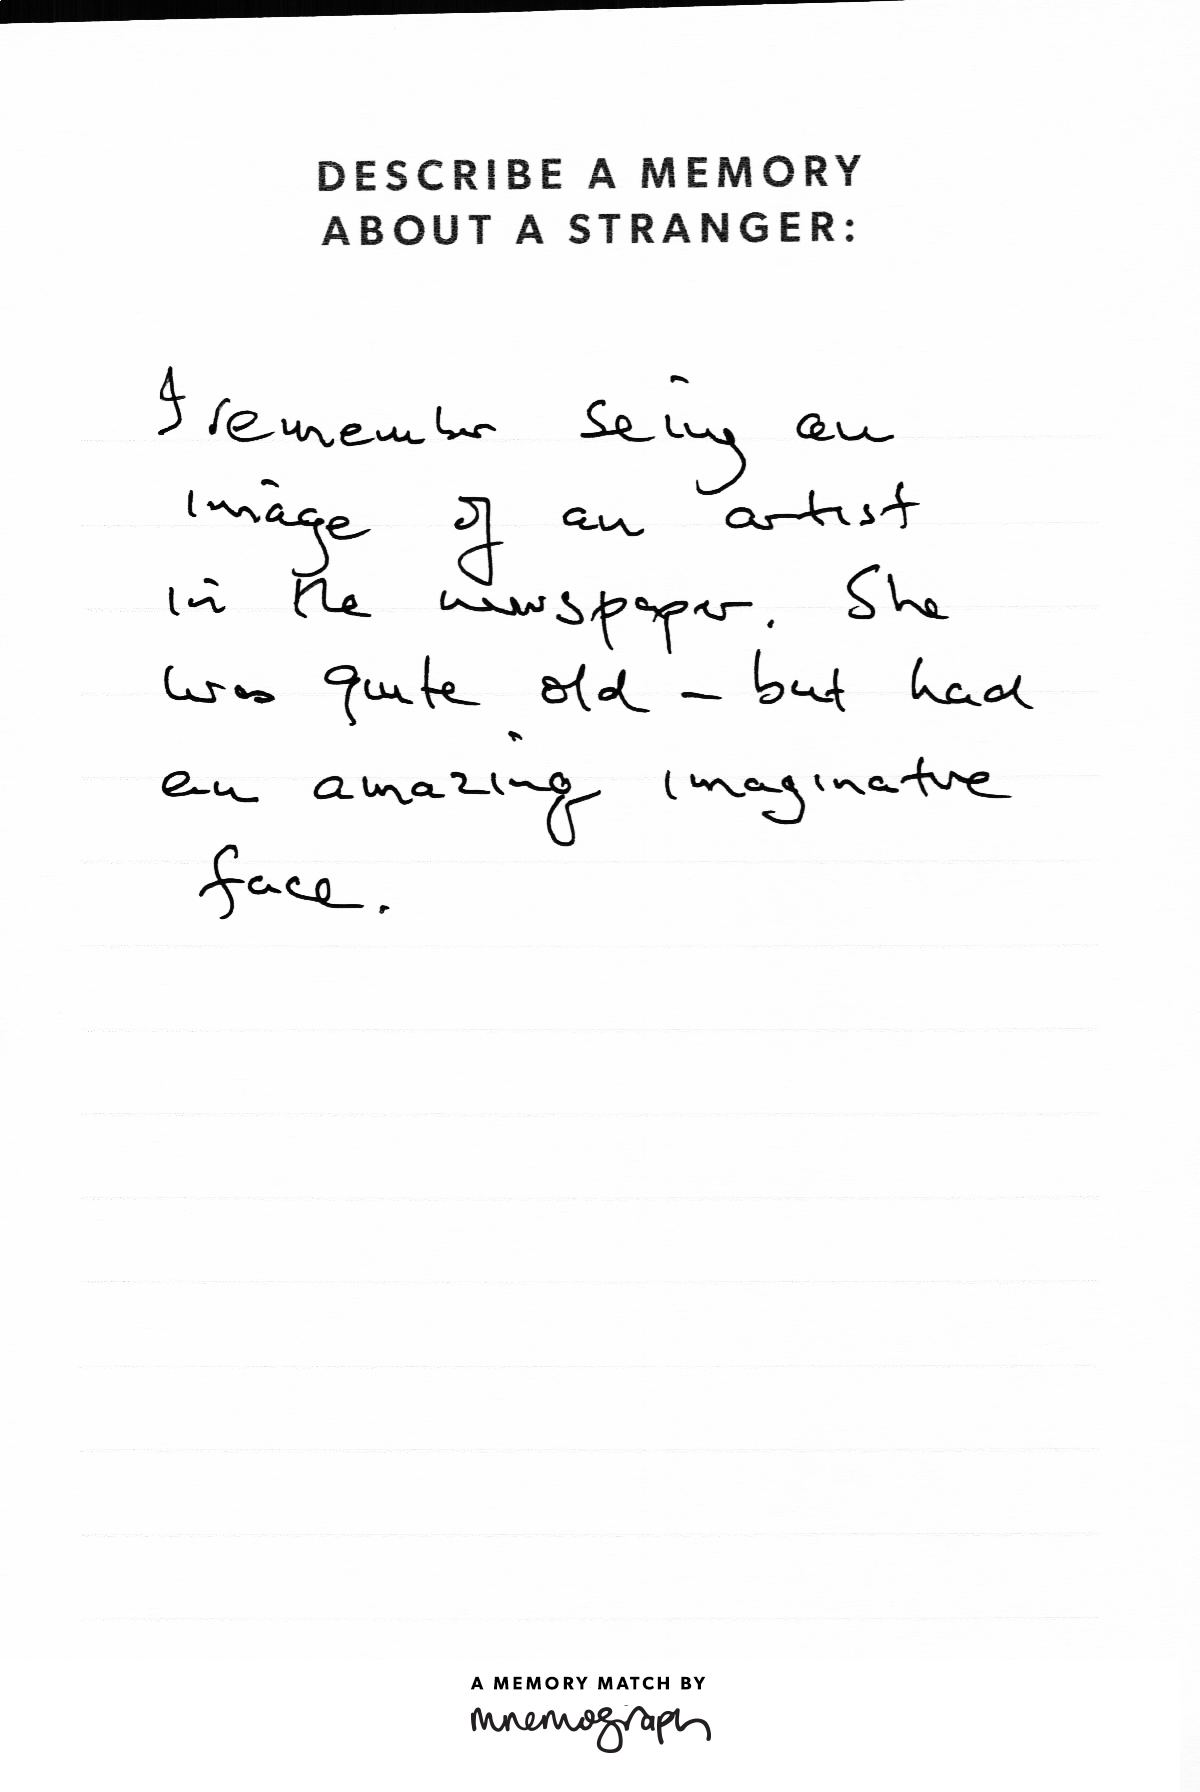 DESCRIBE A MEMORY
ABOUT A STRANGER:
I remember seing an
image of an artist
in the newspaper. She
was quite old – but had
an amazing imaginative
face.
A MEMORY MATCH BY
mnemograph